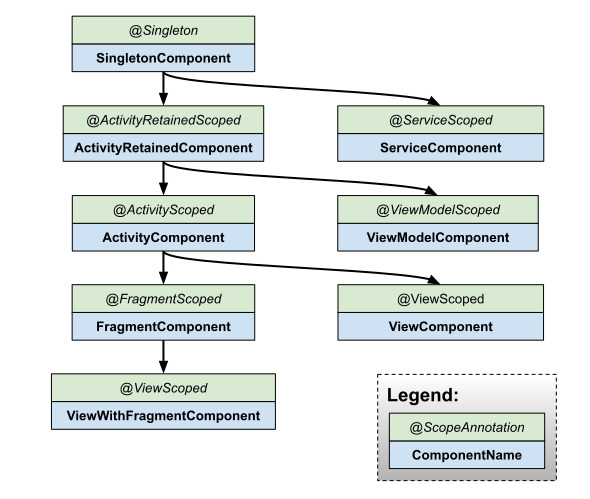 @Singleton
SingletonComponent
@ActivityRetainedScoped
ActivityRetainedComponent
@ServiceScoped
ServiceComponent
@ActivityScoped
ActivityComponent
@ViewModelScoped
ViewModelComponent
@FragmentScoped
FragmentComponent
@ViewScoped
ViewComponent
@ViewScoped
ViewWithFragmentComponent
Legend:
@ScopeAnnotation
ComponentName